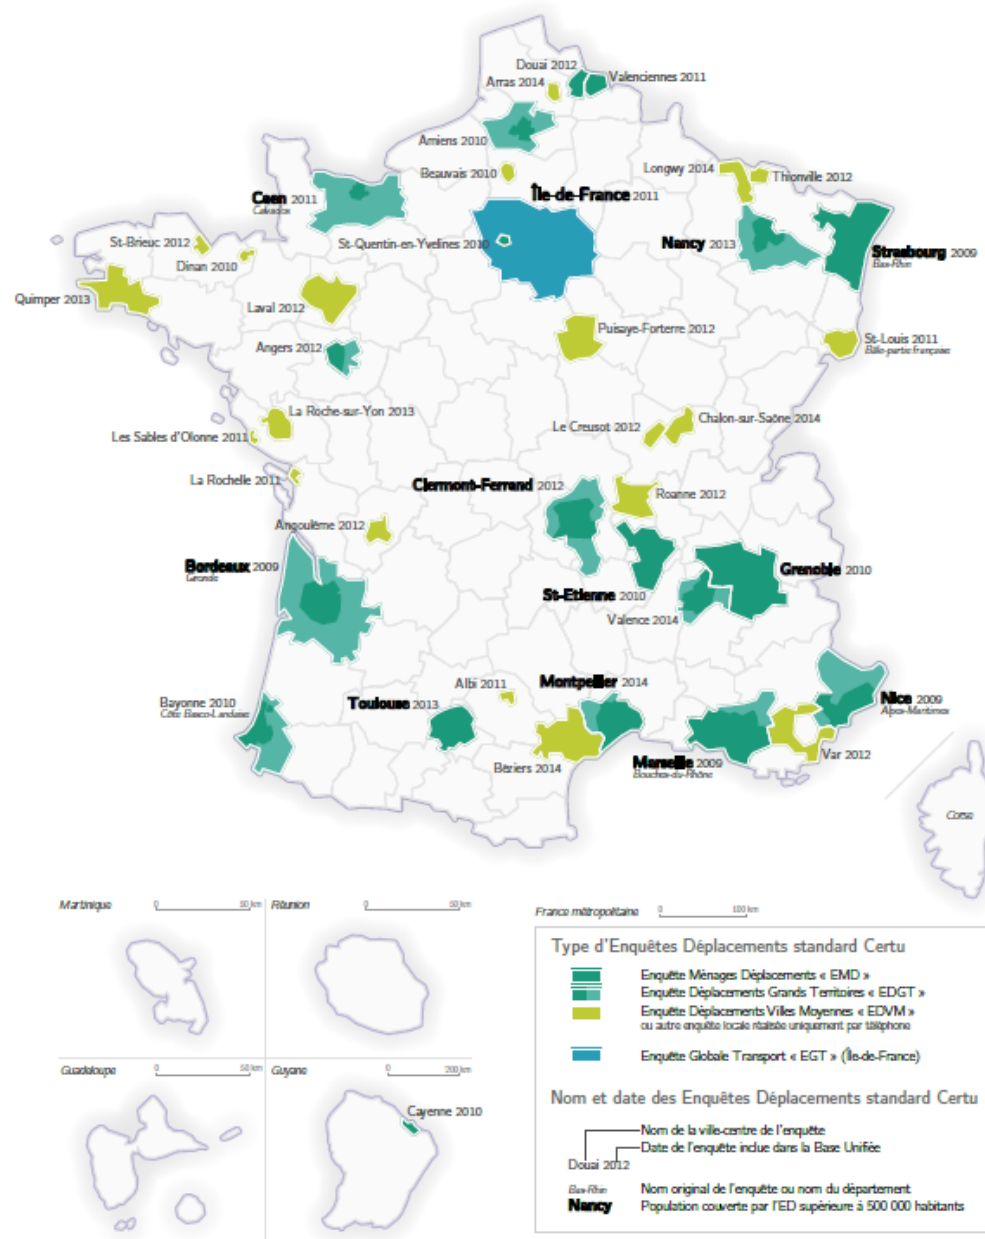 Douai 2012
Valenciennes 2011
Arras 2014
Amiens 2010
Beauvais 2010
Longwy 2014
Thionville 2012
Île-de-France 2011
Caen 2011
Calvados
St-Quentin-en-Yvelines 2010
Nancy 2013
Strasbourg 2009
Bas-Rhin
St-Brieuc 2012
Dinan 2010
Quimper 2013
Laval 2012
Puisaye-Forterre 2012
St-Louis 2011
Bâle-partie française
Angers 2012
La Roche-sur-Yon 2013
Les Sables d'Olonne 2011
Le Creusot 2012
Chalon-sur-Saône 2014
La Rochelle 2011
Clermont-Ferrand 2012
Roanne 2012
Angoulême 2012
Bordeaux 2009
Gironde
Grenoble 2010
St-Etienne 2010
Valence 2014
Albi 2011
Montpellier 2014
Bayonne 2010
Côte Basco-Landaise
Toulouse 2013
Nice 2009
Alpes-Maritimes
Var 2012
Béziers 2014
Marseille 2009
Bouches-du-Rhône
Corse
Martinique 0 50 km
Réunion 0 50 km
France métropolitaine 0 100 km
Guadeloupe 0 50 km
Guyane 0 200 km
Cayenne 2010
Type d'Enquêtes Déplacements standard Certu
Enquête Ménages Déplacements « EMD »
Enquête Déplacements Grands Territoires « EDGT »
Enquête Déplacements Villes Moyennes « EDVM »
ou autre enquête locale réalisée uniquement par téléphone
Enquête Globale Transport « EGT » (Île-de-France)
Nom et date des Enquêtes Déplacements standard Certu
Nom de la ville-centre de l'enquête
Date de l'enquête inclue dans la Base Unifiée
Douai 2012
Bas-Rhin Nom original de l'enquête ou nom du département
Nancy Population couverte par l'ED supérieure à 500 000 habitants